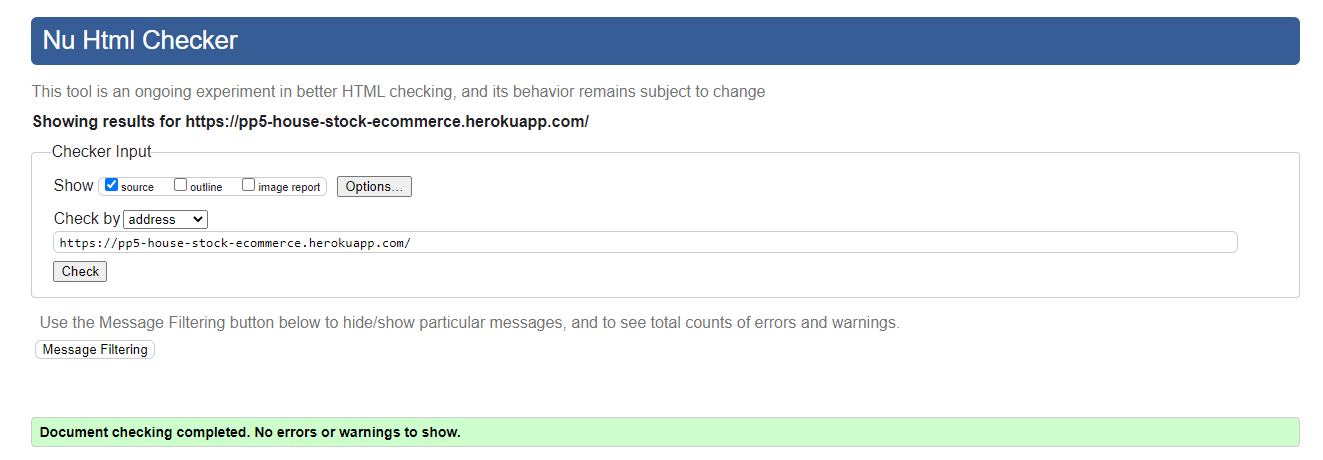 Nu Html Checker
This tool is an ongoing experiment in better HTML checking, and its behavior remains subject to change
Showing results for https://pp5-house-stock-ecommerce.herokuapp.com/
Checker Input
Show source outline image report Options...
Check by address
https://pp5-house-stock-ecommerce.herokuapp.com/
Check
Use the Message Filtering button below to hide/show particular messages, and to see total counts of errors and warnings.
Message Filtering
Document checking completed. No errors or warnings to show.